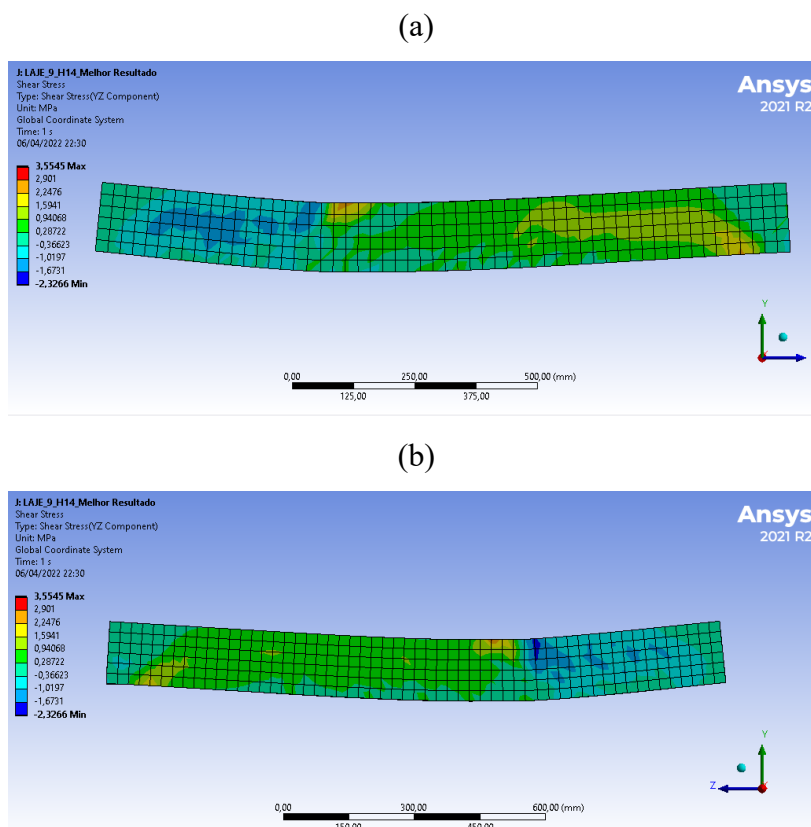 (a)
J: LAJE_9_H14_Melhor Resultado
Shear Stress
Type: Shear Stress(YZ Component)
Unit: MPa
Global Coordinate System
Time: 1 s
06/04/2022 22:30
Ansys
2021 R2
3,5545 Max
2,901
2,2476
1,5941
0,94068
0,28722
-0,36623
-1,0197
-1,6731
-2,3266 Min
Y
0,00 250,00 500,00 (mm)
125,00 375,00
(b)
J: LAJE_9_H14_Melhor Resultado
Shear Stress
Type: Shear Stress(YZ Component)
Unit: MPa
Global Coordinate System
Time: 1 s
06/04/2022 22:30
Ansys
2021 R2
3,5545 Max
2,901
2,2476
1,5941
0,94068
0,28722
-0,36623
-1,0197
-1,6731
-2,3266 Min
Y
Z
0,00 300,00 600,00 (mm)
150,00 450,00